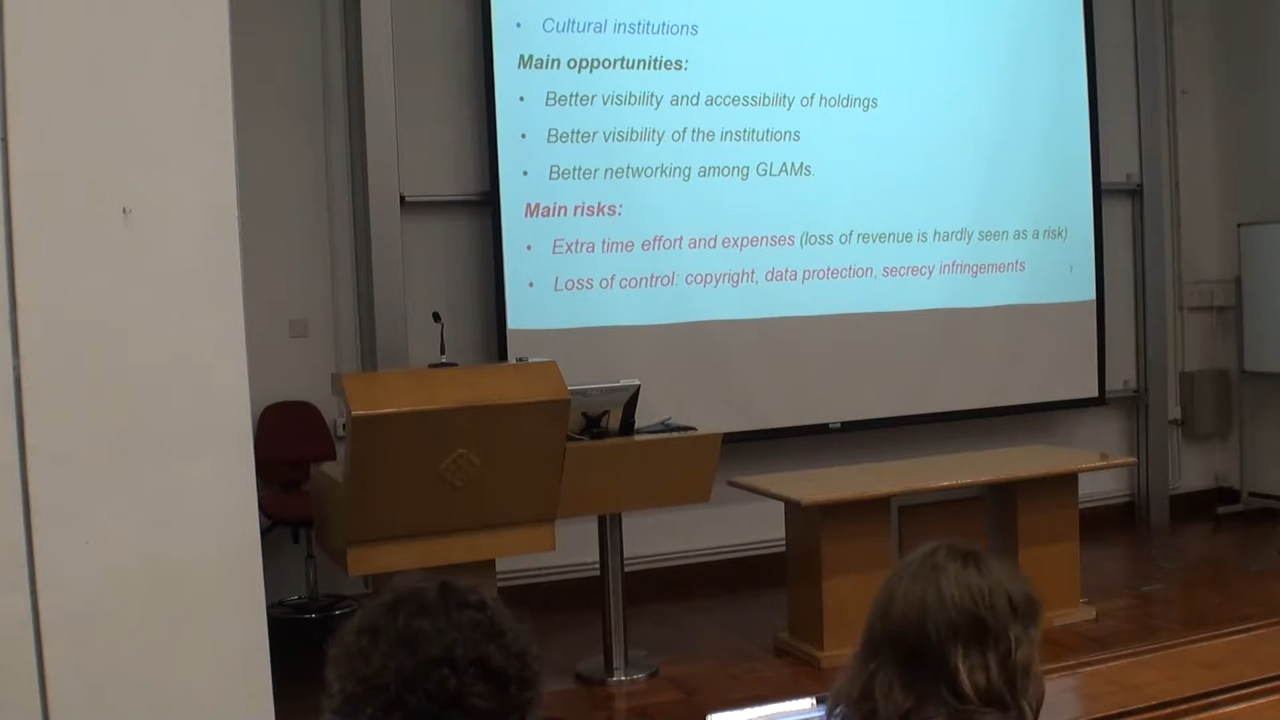 • Cultural institutions
Main opportunities:
• Better visibility and accessibility of holdings
• Better visibility of the institutions
• Better networking among GLAMs.
Main risks:
• Extra time effort and expenses (loss of revenue is hardly seen as a risk)
• Loss of control: copyright, data protection, secrecy infringements